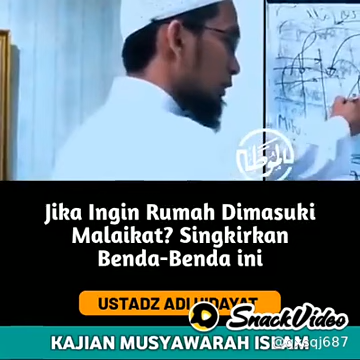 Jika Ingin Rumah Dimasuki
Malaikat? Singkirkan
Benda-Benda ini
USTADZ ADI HIDAYAT
SnackVideo
KAJIAN MUSYAWARAH ISLAM